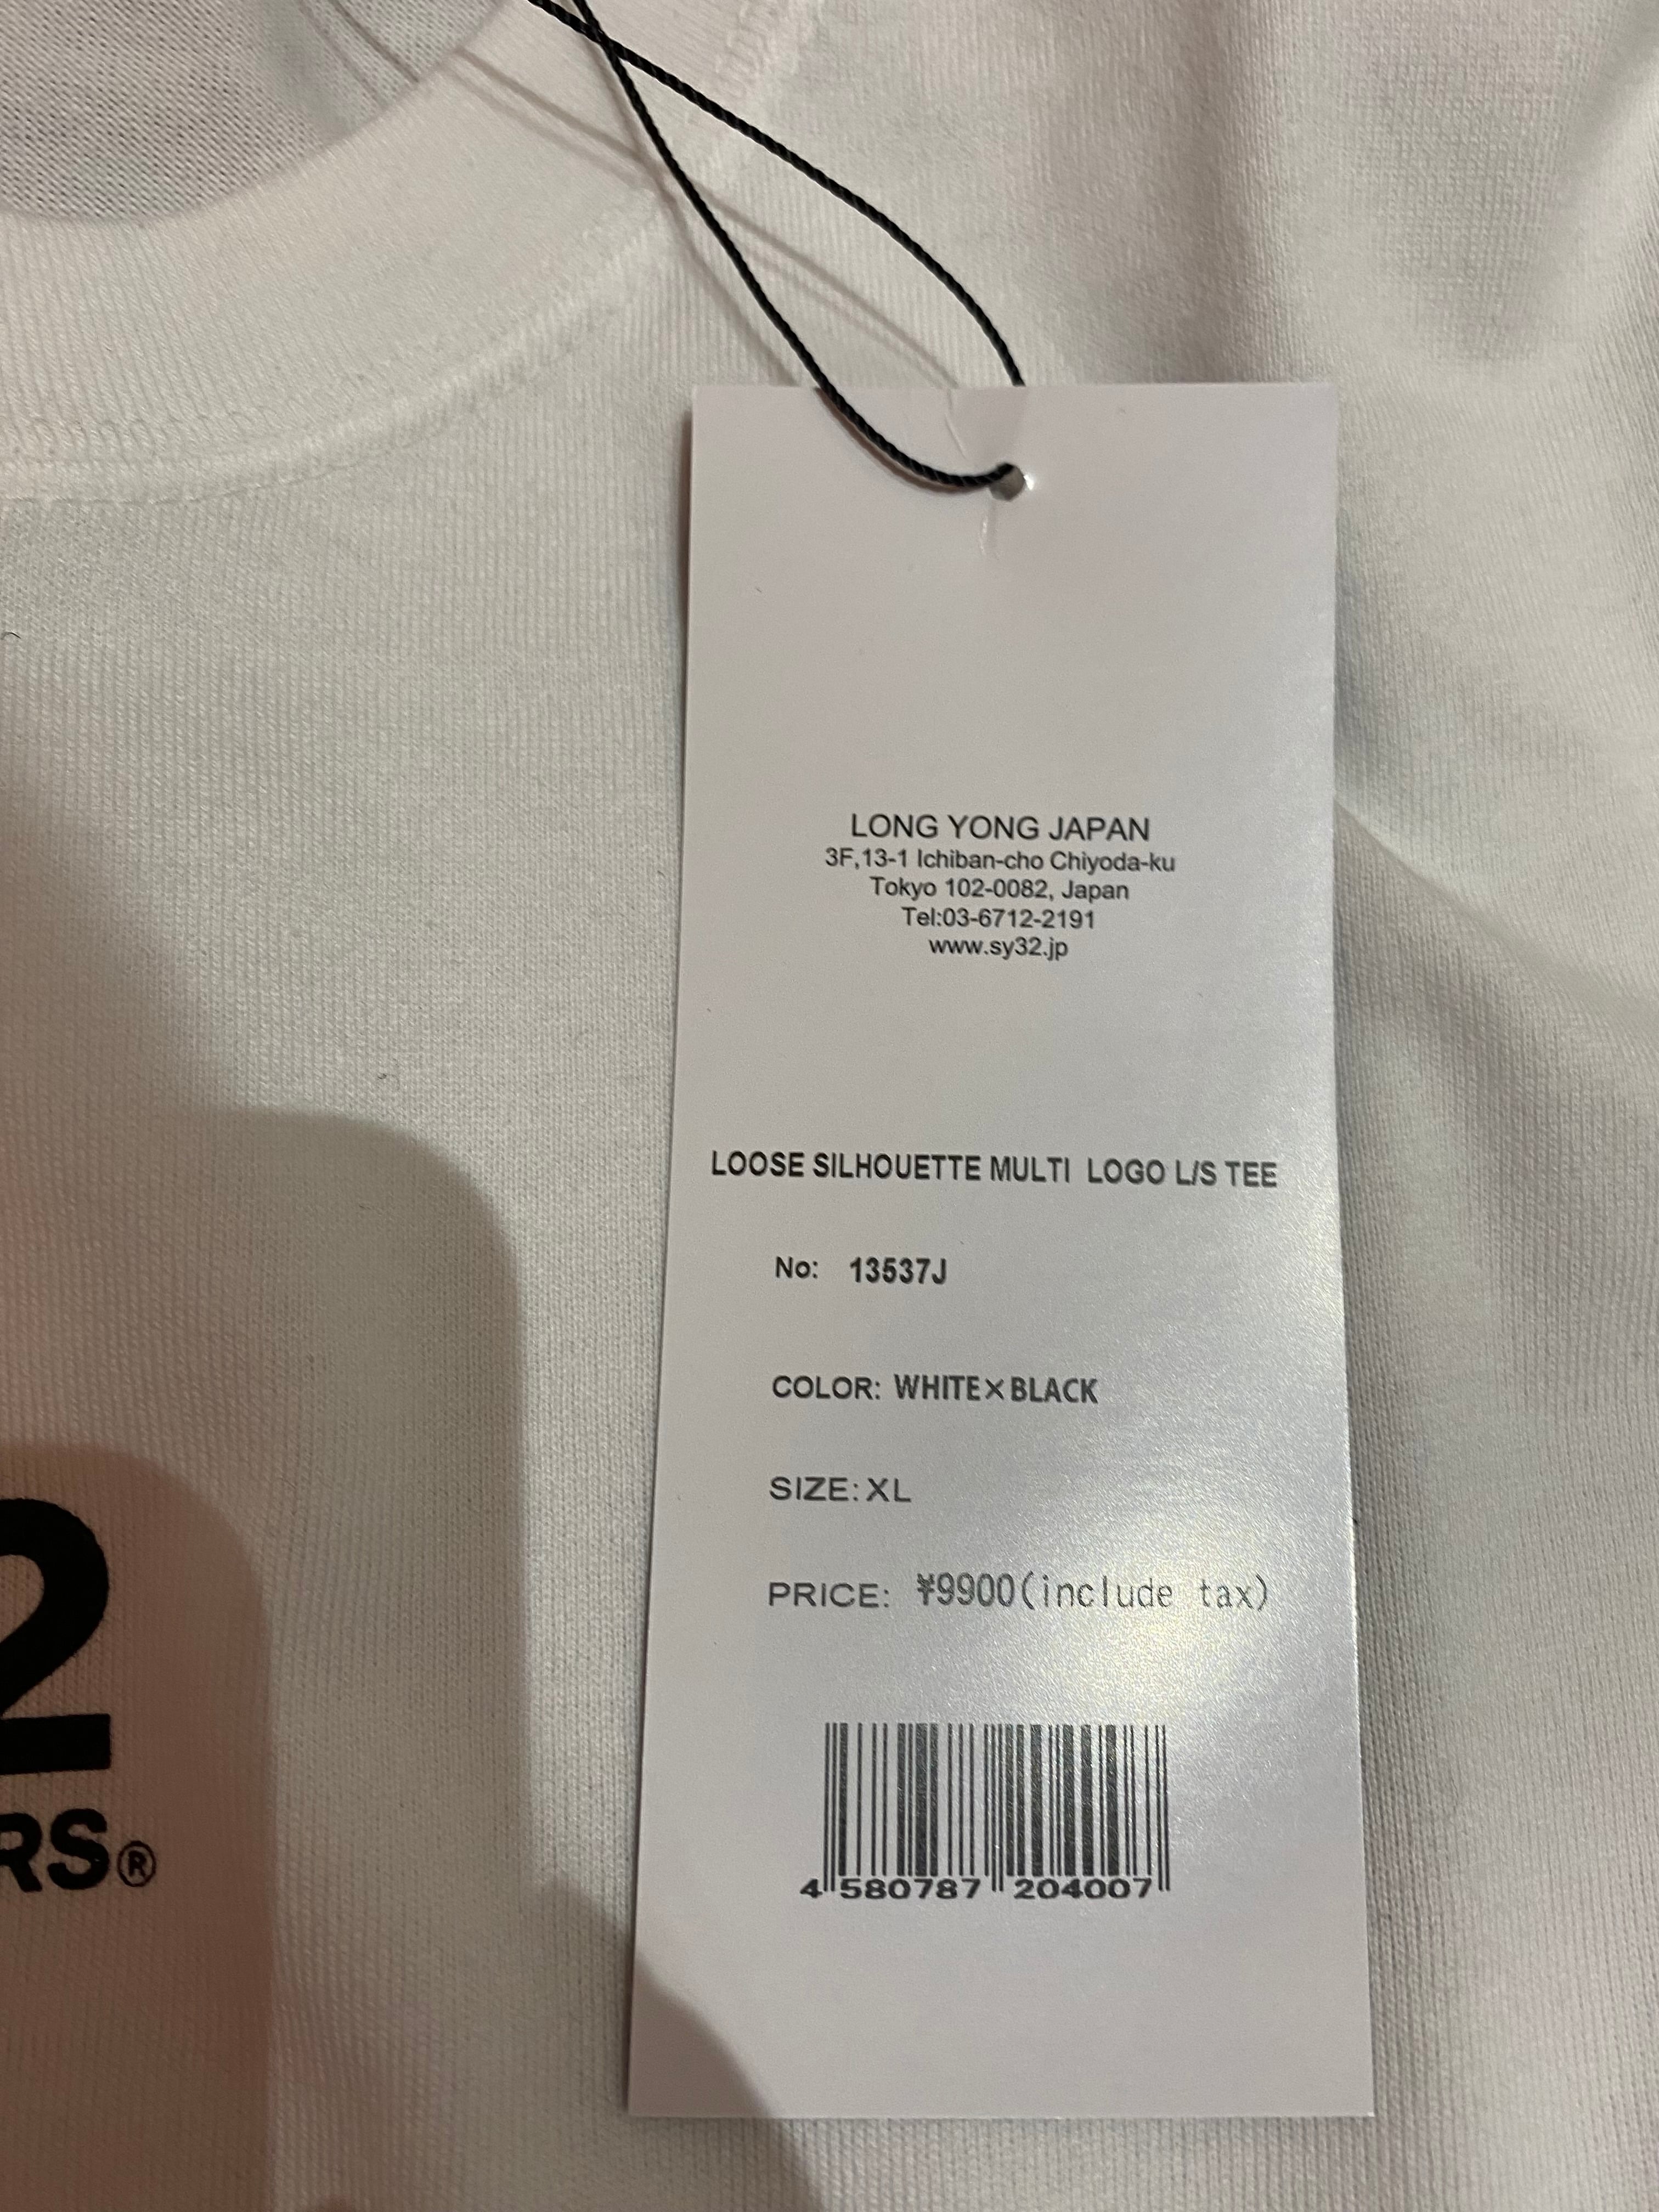 LONG YONG JAPAN
3F,13-1 Ichiban-cho Chiyoda-ku
Tokyo 102-0082, Japan
Tel:03-6712-2191
www.sy32.jp
LOOSE SILHOUETTE MULTI LOGO L/S TEE
No: 13537J
COLOR: WHITE×BLACK
SIZE: XL
PRICE: ¥9900(include tax)
2
RS®
4 580787 204007